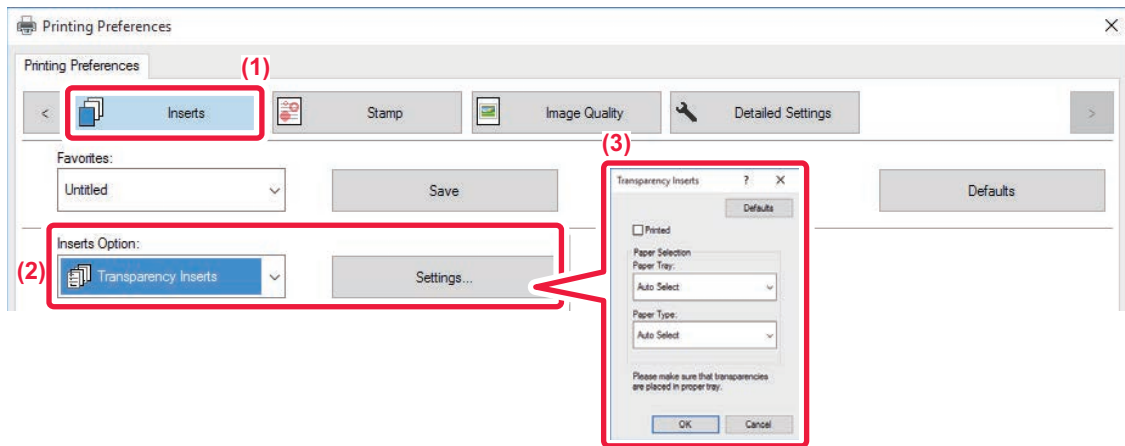 Printing Preferences
Printing Preferences
(1)
<
Inserts
Stamp
Image Quality
Detailed Settings
>
Favorites:
Untitled
Save
Defaults
(2)
Inserts Option:
Transparency Inserts
Settings...
(3)
Transparency Inserts ?
Defaults
Printed
Paper Selection
Paper Tray:
Auto Select
Paper Type:
Auto Select
Please make sure that transparencies
are placed in proper tray.
OK
Cancel